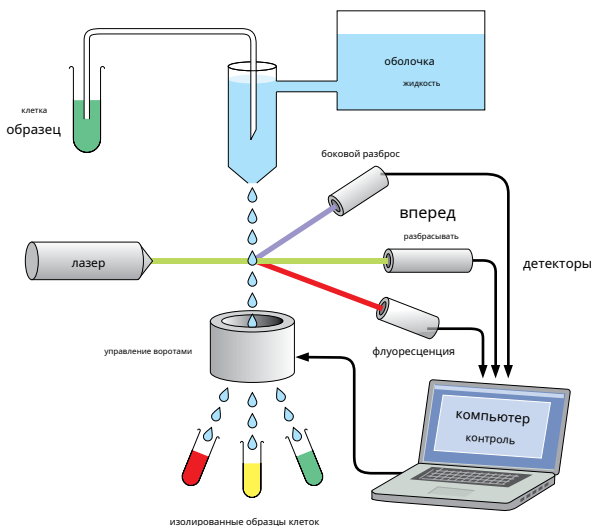 оболочка
жидкость
клетка
образец
боковой разброс
вперед
разбрасывать
лазер
детекторы
управление воротами
флуоресценция
компьютер
контроль
изолированные образцы клеток